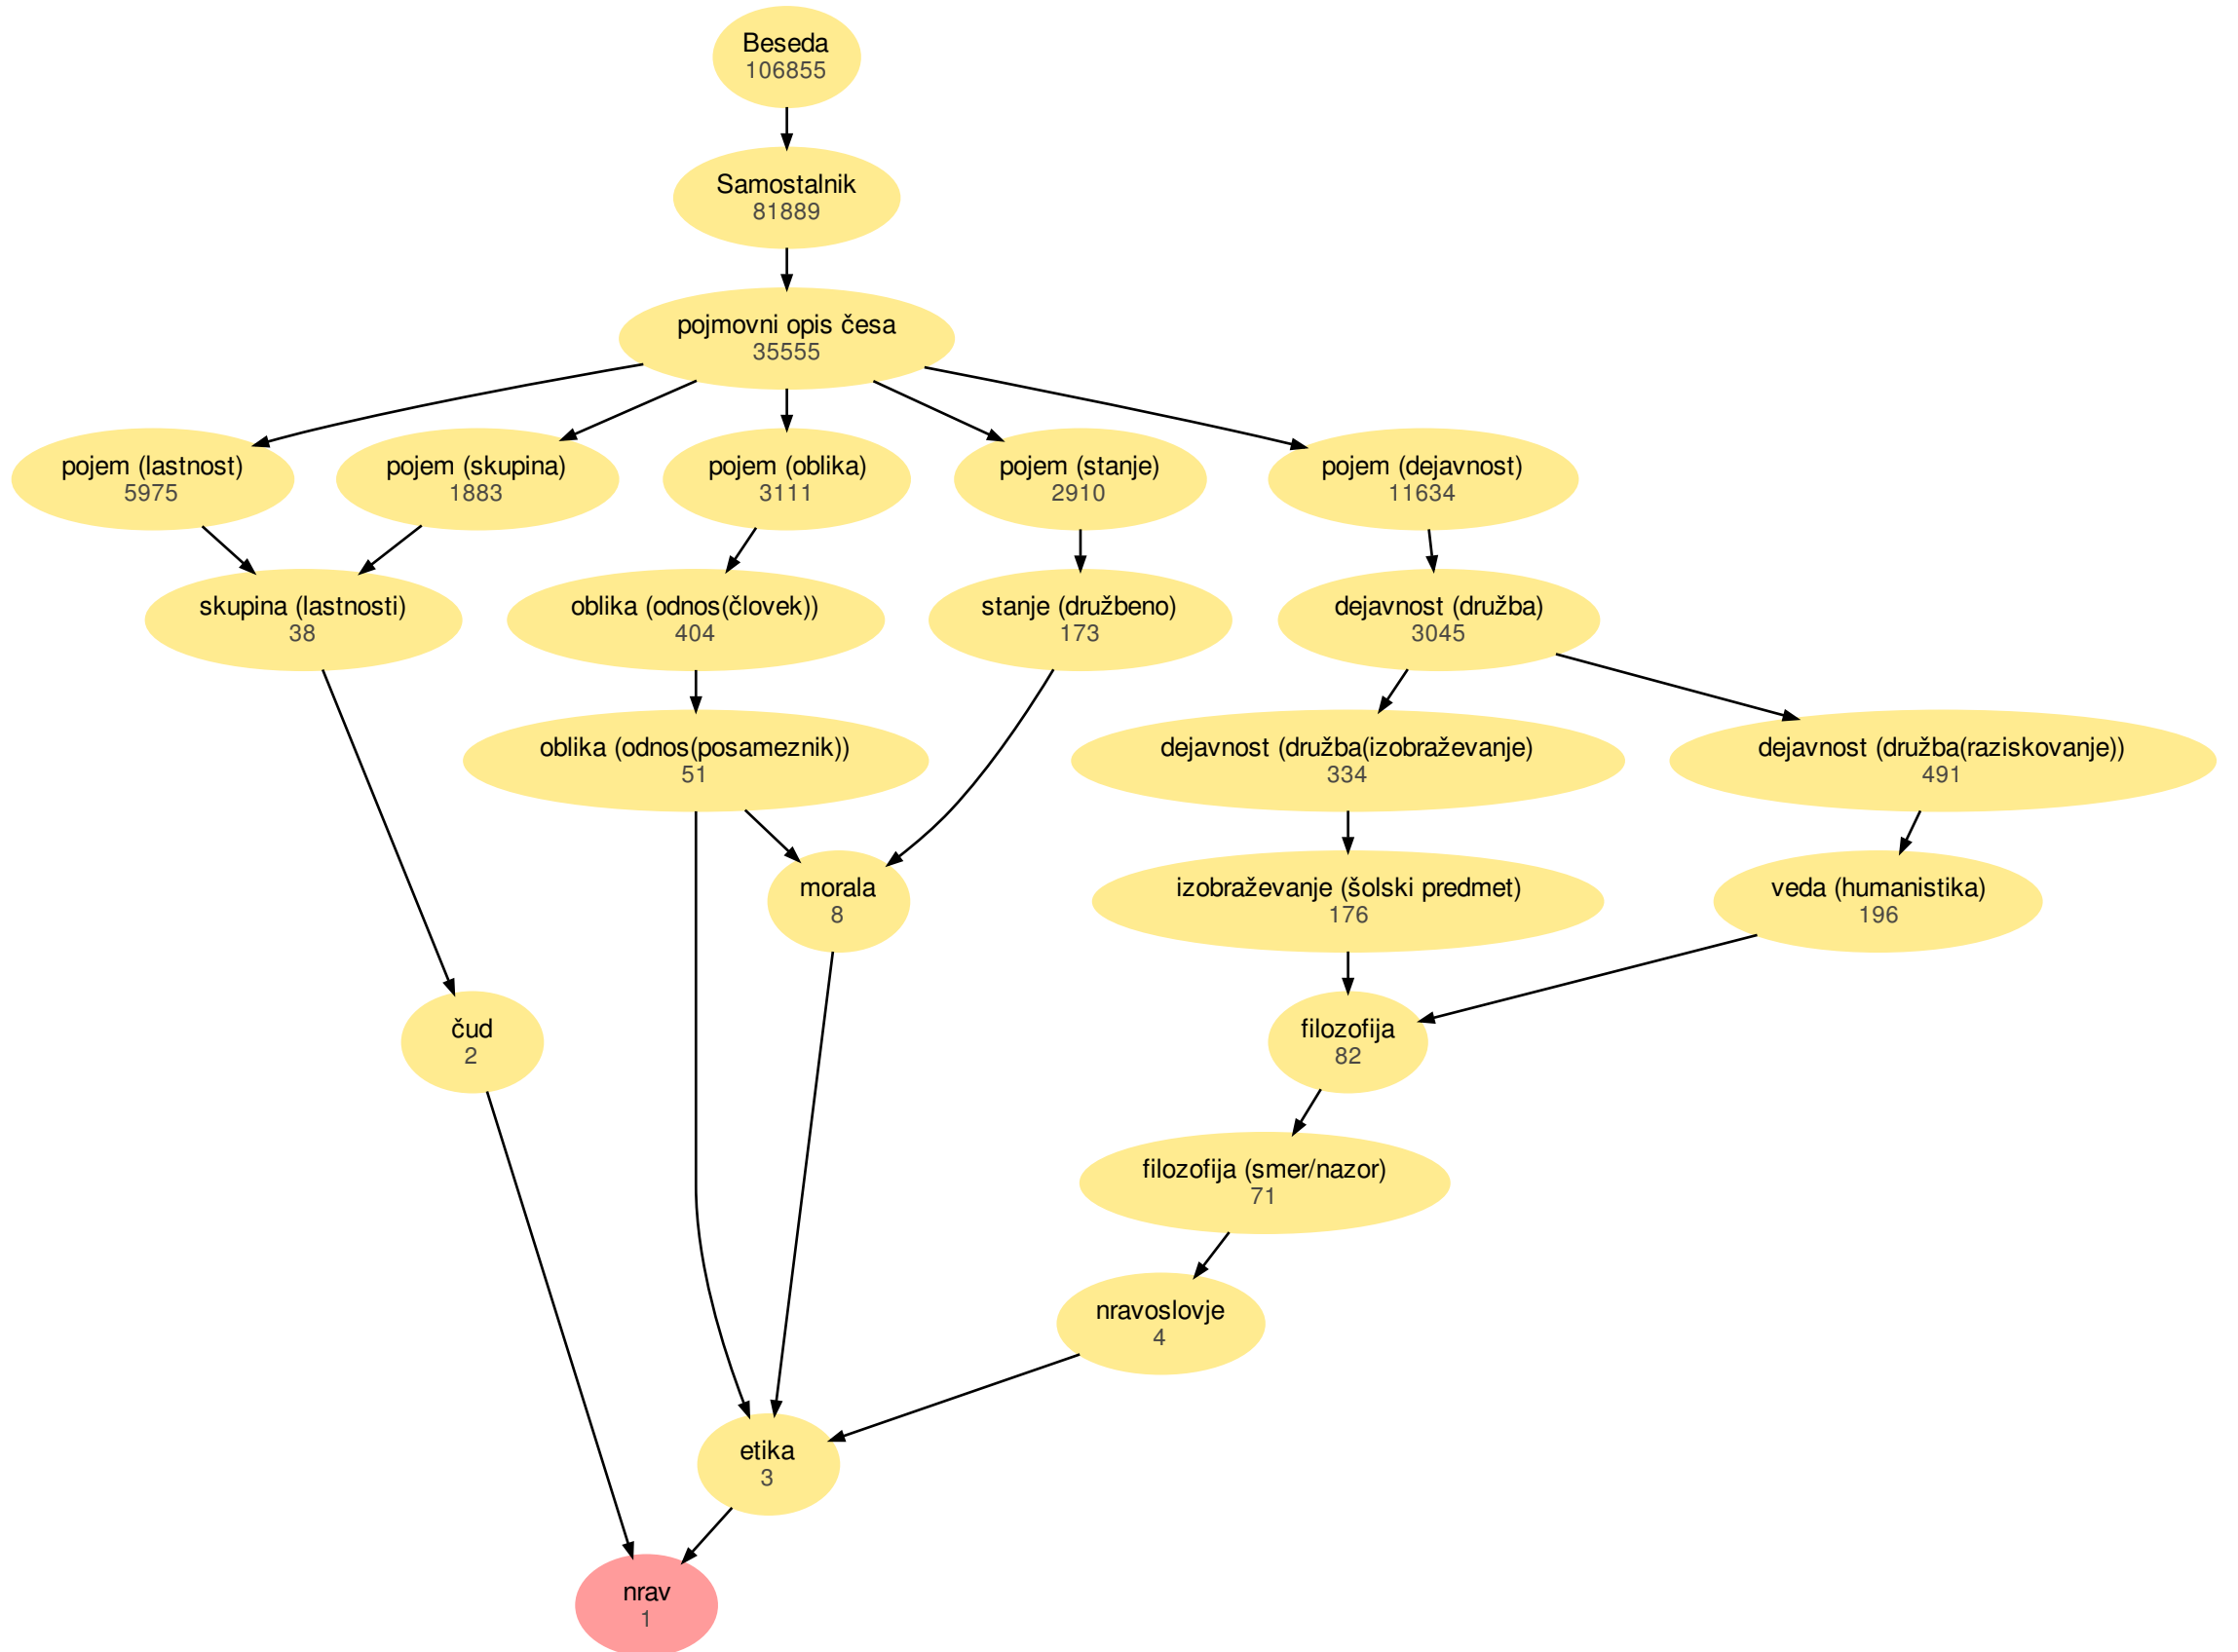 Beseda
106855
Samostalnik
81889
pojmovni opis česa
35555
pojem (lastnost)
5975
pojem (skupina)
1883
pojem (oblika)
3111
pojem (stanje)
2910
pojem (dejavnost)
11634
skupina (lastnosti)
38
oblika (odnos(človek))
404
stanje (družbeno)
173
dejavnost (družba)
3045
oblika (odnos(posameznik))
51
dejavnost (družba(izobraževanje)
334
dejavnost (družba(raziskovanje))
491
morala
8
izobraževanje (šolski predmet)
176
veda (humanistika)
196
čud
2
filozofija
82
filozofija (smer/nazor)
71
nravoslovje
4
etika
3
nrav
1